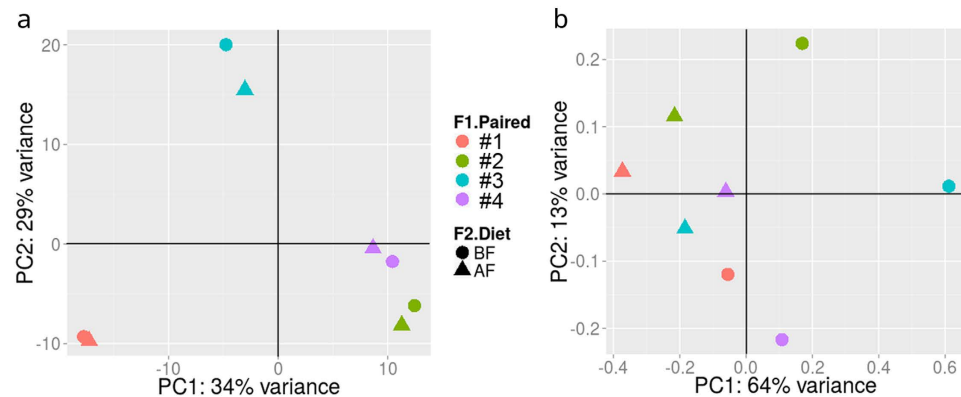 a
PC2: 29% variance
20
10
0
-10
-10
0
10
PC1: 34% variance
F1.Paired
#1
#2
#3
#4
F2.Diet
BF
AF
b
PC2: 13% variance
0.2
0.1
0.0
-0.1
-0.2
-0.4
-0.2
0.0
0.2
0.4
0.6
PC1: 64% variance